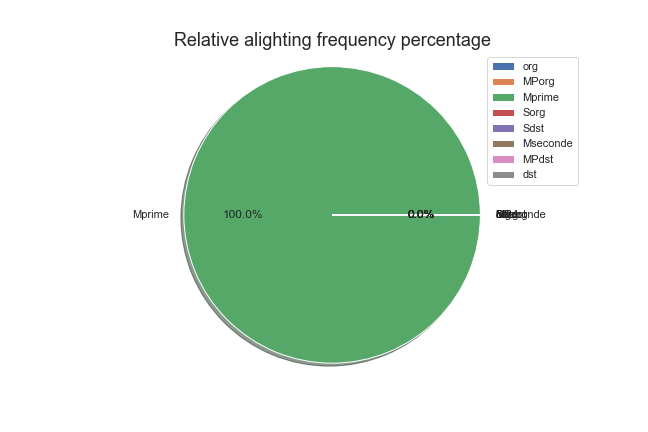 Relative alighting frequency percentage
org
MPorg
Mprime
Sorg
Sdst
Mseconde
MPdst
dst
Mprime
100.0%
0.0%